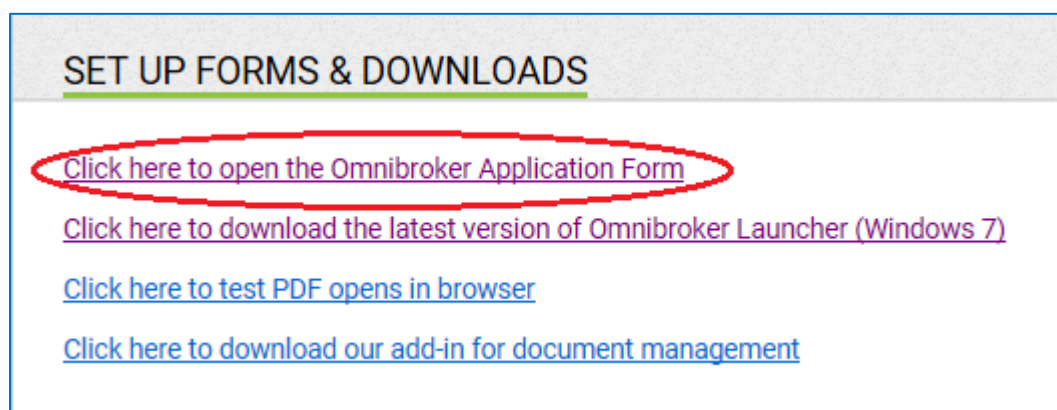 SET UP FORMS & DOWNLOADS
Click here to open the Omnibroker Application Form
Click here to download the latest version of Omnibroker Launcher (Windows 7)
Click here to test PDF opens in browser
Click here to download our add-in for document management